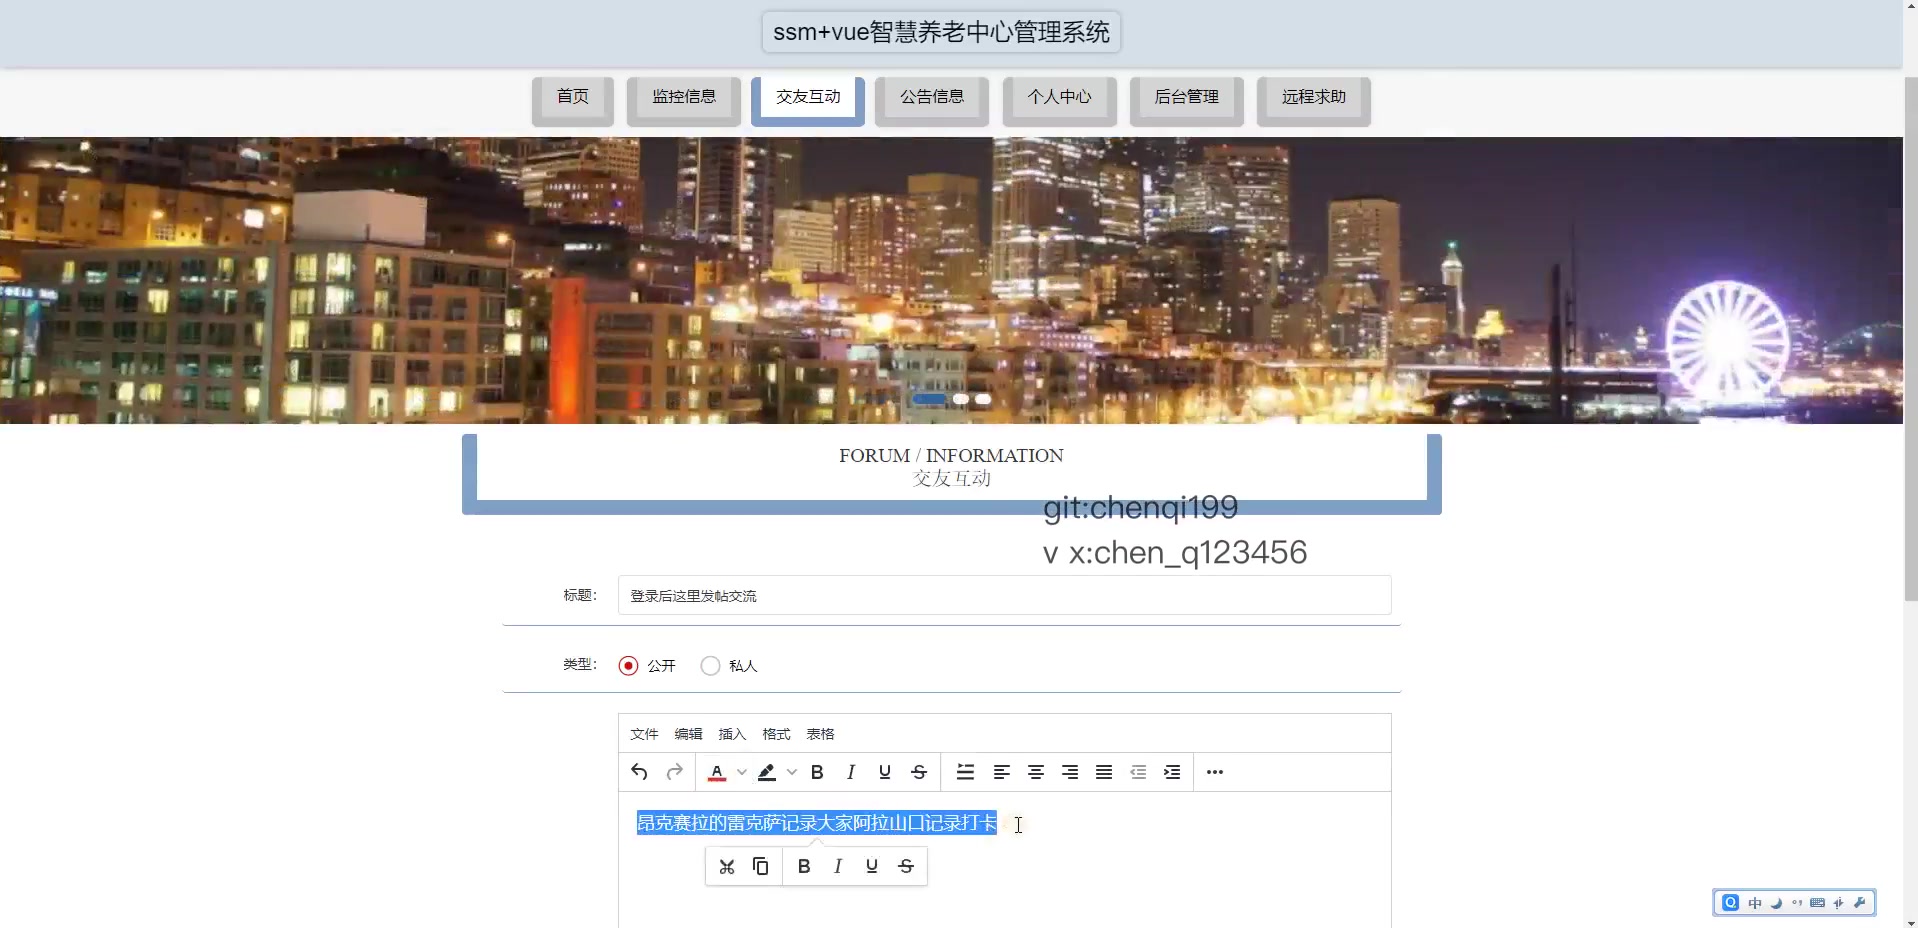 ssm+vue智慧养老中心管理系统
首页 监控信息 交友互动 公告信息 个人中心 后台管理 远程求助
FORUM / INFORMATION
交友互动
git:chenqi199
v x:chen_q123456
标题: 登录后这里发帖交流
类型: 公开 私人
文件 编辑 插入 格式 表格
昂克赛拉的雷克萨记录大家阿拉山口记录打卡
中